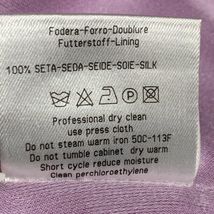 Fodera-Forro-Doublure
Futterstoff-Lining
100% SETA-SEDA-SEIDE-SOIE-SILK
P
Professional dry clean
use press cloth
Do not steam warm iron 50C-113F
Do not tumble cabinet dry warm
Short cycle reduce moisture
Clean perchloroethylene